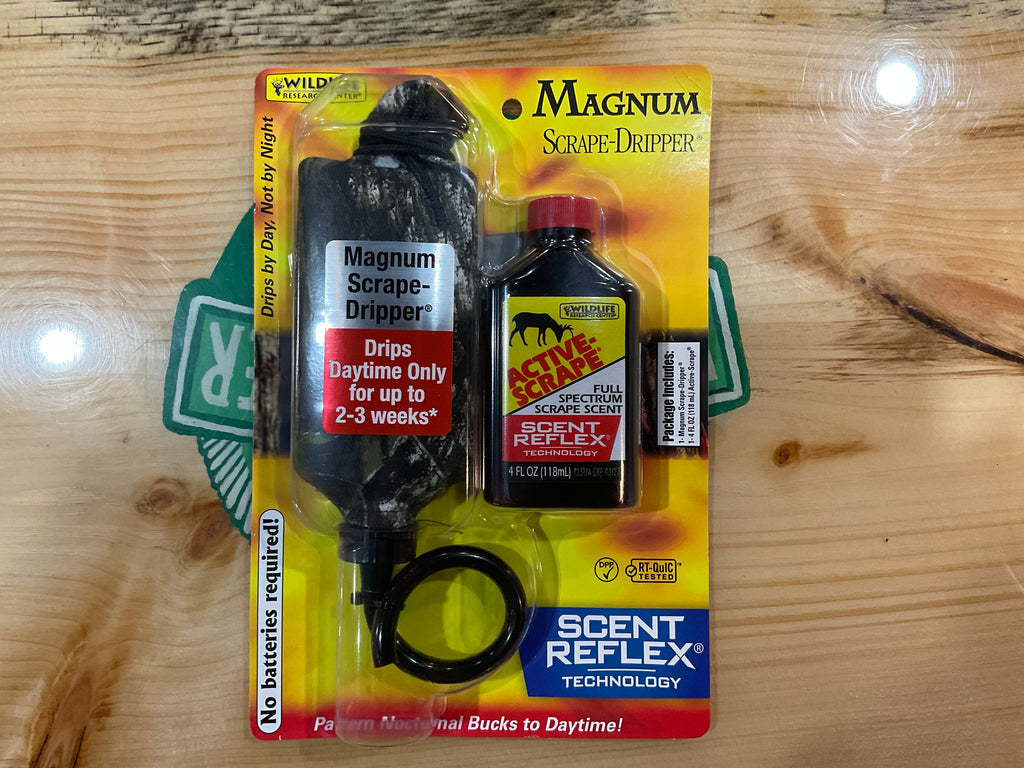 WILDLIFE
RESEARCH CENTER®
MAGNUM
SCRAPE-DRIPPER®
Drips by Day, Not by Night
Magnum
Scrape-
Dripper®
Drips
Daytime Only
for up to
2-3 weeks*
WILDLIFE
RESEARCH CENTER
ACTIVE-
SCRAPE®
FULL
SPECTRUM
SCRAPE SCENT
SCENT
REFLEX®
TECHNOLOGY
4 FL OZ (118mL)
Package Includes:
1- Magnum Scrape-Dripper®
1- 4 FL OZ (118 mL) Active-Scrape®
No batteries required!
DPP
RT-QuIC™
TESTED
SCENT
REFLEX®
TECHNOLOGY
Pattern Nocturnal Bucks to Daytime!